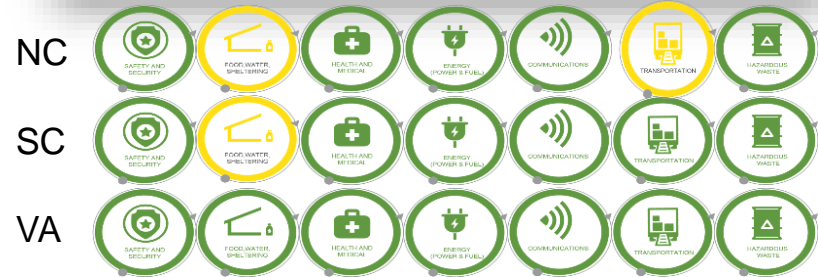 NC
SAFETY AND
SECURITY
FOOD, WATER,
SHELTERING
HEALTH AND
MEDICAL
ENERGY
(POWER & FUEL)
COMMUNICATIONS
TRANSPORTATION
HAZARDOUS
WASTE
SC
SAFETY AND
SECURITY
FOOD, WATER,
SHELTERING
HEALTH AND
MEDICAL
ENERGY
(POWER & FUEL)
COMMUNICATIONS
TRANSPORTATION
HAZARDOUS
WASTE
VA
SAFETY AND
SECURITY
FOOD, WATER,
SHELTERING
HEALTH AND
MEDICAL
ENERGY
(POWER & FUEL)
COMMUNICATIONS
TRANSPORTATION
HAZARDOUS
WASTE